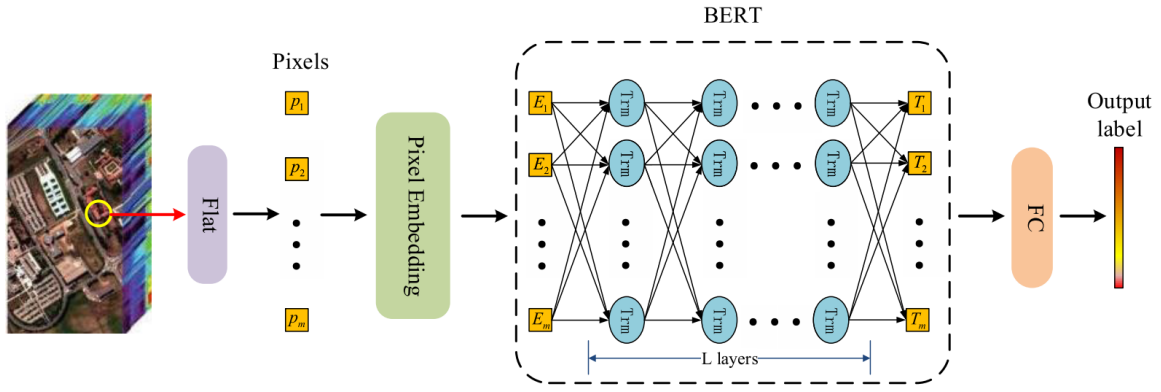 BERT
Pixels
Output
label
Flat
Pixel Embedding
FC
p1
p2
pm
E1
E2
Em
Trm Trm Trm
Trm Trm Trm
Trm Trm Trm
T1
T2
Tm
L layers